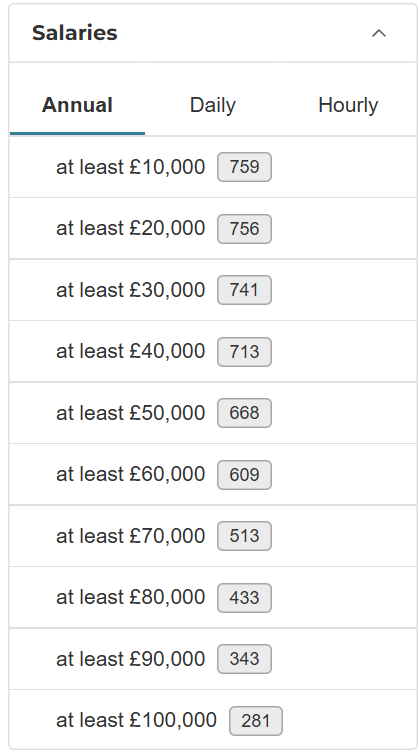 Salaries
Annual Daily Hourly
at least £10,000 759
at least £20,000 756
at least £30,000 741
at least £40,000 713
at least £50,000 668
at least £60,000 609
at least £70,000 513
at least £80,000 433
at least £90,000 343
at least £100,000 281